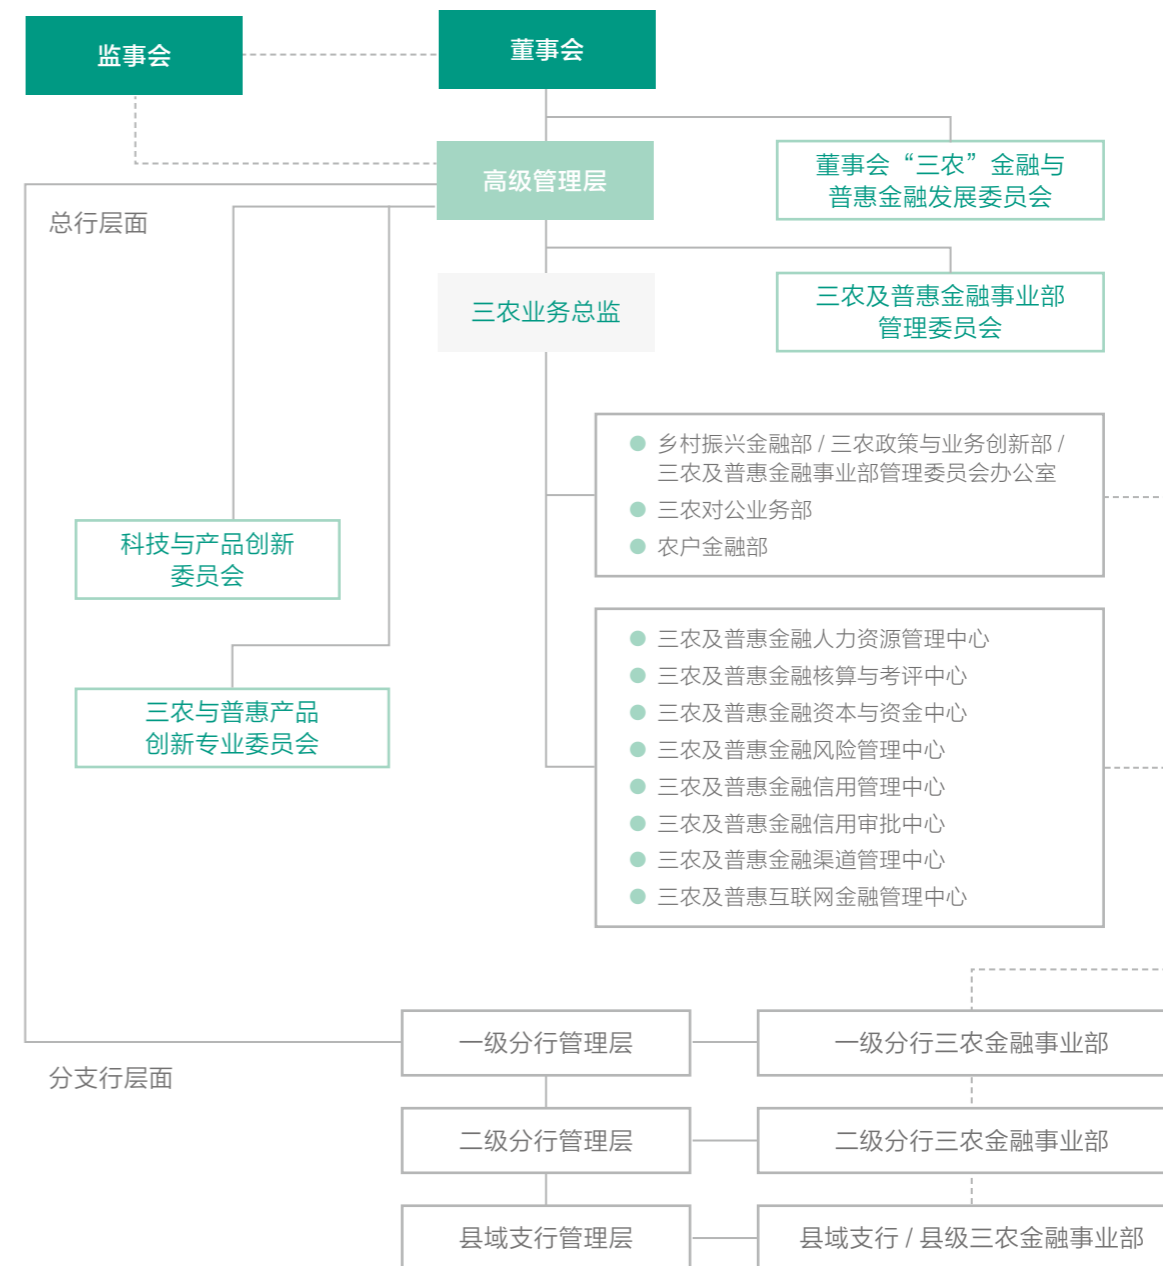 监事会
董事会
高级管理层
董事会“三农”金融与
普惠金融发展委员会
总行层面
三农业务总监
三农及普惠金融事业部
管理委员会
乡村振兴金融部 / 三农政策与业务创新部 /
三农及普惠金融事业部管理委员会办公室
三农对公业务部
农户金融部
科技与产品创新
委员会
三农及普惠金融人力资源管理中心
三农及普惠金融核算与考评中心
三农及普惠金融资本与资金中心
三农及普惠金融风险管理中心
三农及普惠金融信用管理中心
三农及普惠金融信用审批中心
三农及普惠金融渠道管理中心
三农及普惠互联网金融管理中心
三农与普惠产品
创新专业委员会
一级分行管理层
一级分行三农金融事业部
分支行层面
二级分行管理层
二级分行三农金融事业部
县域支行管理层
县域支行 / 县级三农金融事业部